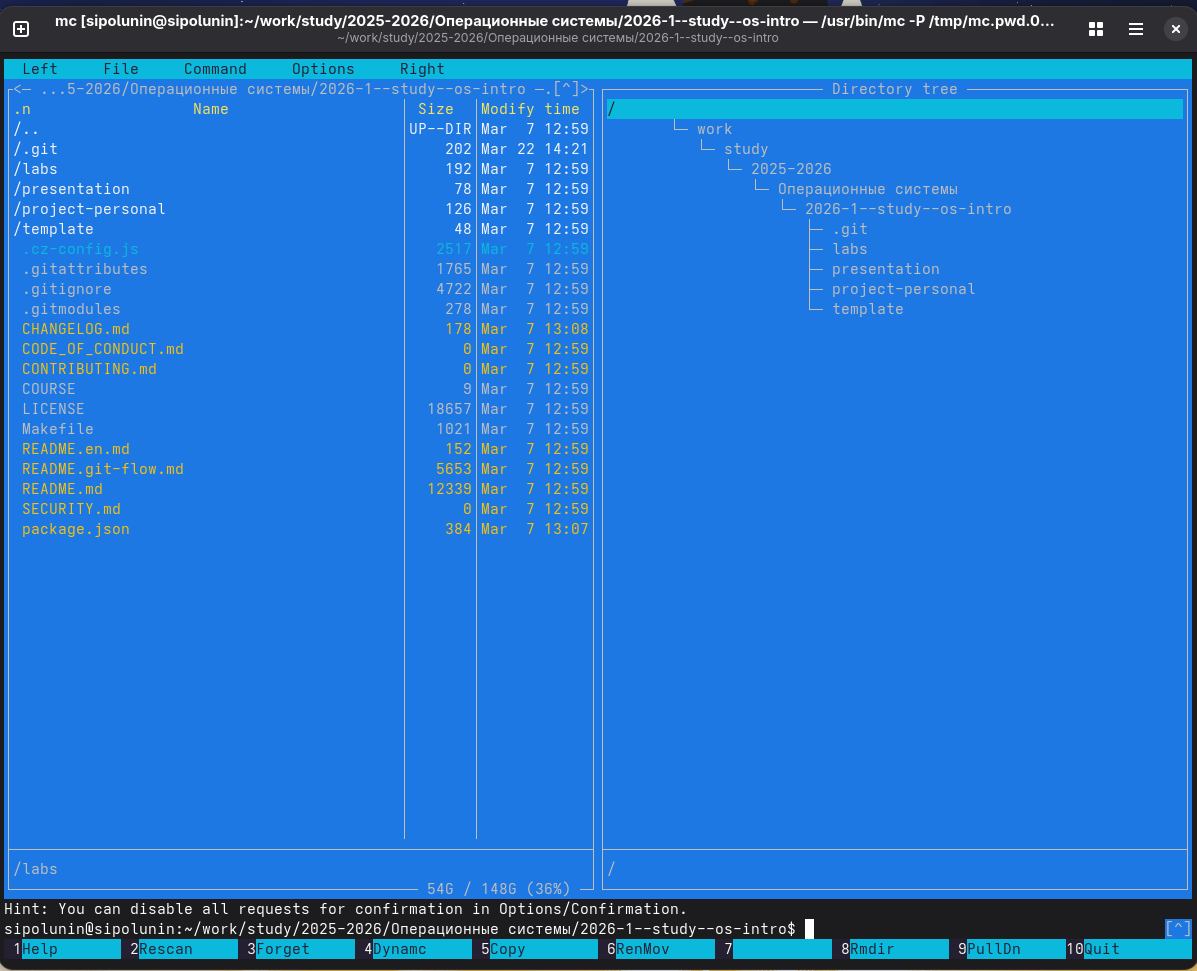 mc [sipolunin@sipolunin]:~/work/study/2025-2026/Операционные системы/2026-1--study--os-intro — /usr/bin/mc -P /tmp/mc.pwd.0…
~/work/study/2025-2026/Операционные системы/2026-1--study--os-intro
Left File Command Options Right
<─ ...5-2026/Операционные системы/2026-1--study--os-intro ─.[^]>
.n Name Size Modify time
/.. UP--DIR Mar 7 12:59
/.git 202 Mar 22 14:21
/labs 192 Mar 7 12:59
/presentation 78 Mar 7 12:59
/project-personal 126 Mar 7 12:59
/template 48 Mar 7 12:59
.cz-config.js 2517 Mar 7 12:59
.gitattributes 1765 Mar 7 12:59
.gitignore 4722 Mar 7 12:59
.gitmodules 278 Mar 7 12:59
CHANGELOG.md 178 Mar 7 13:08
CODE_OF_CONDUCT.md 0 Mar 7 12:59
CONTRIBUTING.md 0 Mar 7 12:59
COURSE 9 Mar 7 12:59
LICENSE 18657 Mar 7 12:59
Makefile 1021 Mar 7 12:59
README.en.md 152 Mar 7 12:59
README.git-flow.md 5653 Mar 7 12:59
README.md 12339 Mar 7 12:59
SECURITY.md 0 Mar 7 12:59
package.json 384 Mar 7 13:07
/labs
54G / 148G (36%)
Directory tree
/
work
study
2025-2026
Операционные системы
2026-1--study--os-intro
.git
labs
presentation
project-personal
template
/
Hint: You can disable all requests for confirmation in Options/Confirmation.
sipolunin@sipolunin:~/work/study/2025-2026/Операционные системы/2026-1--study--os-intro$ [^]
1Help 2Rescan 3Forget 4Dynamc 5Copy 6RenMov 7 8Rmdir 9PullDn 10Quit